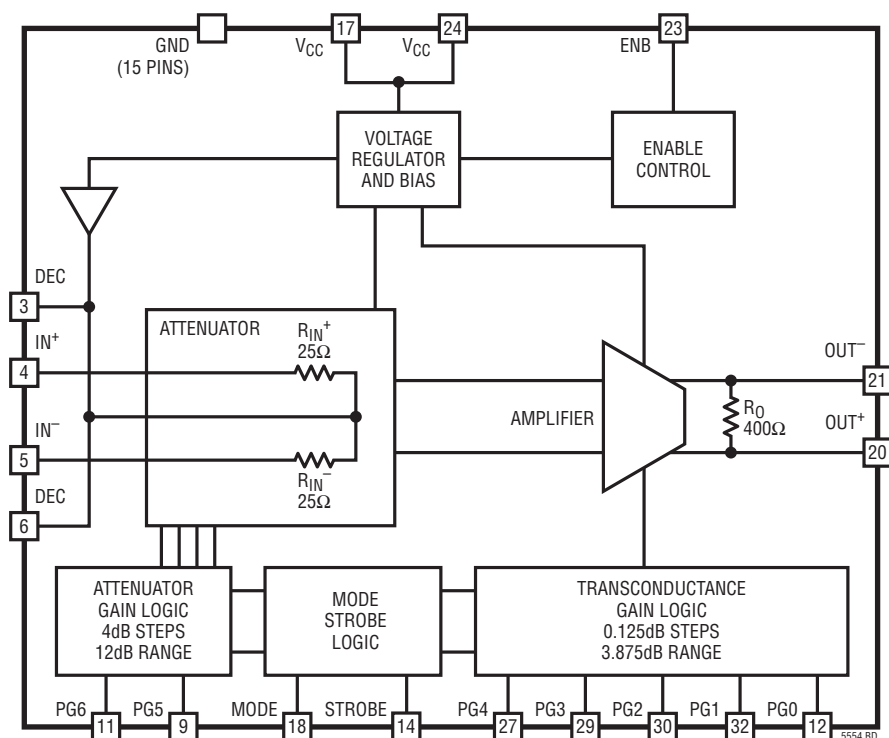 GND
(15 PINS)
17
VCC
24
VCC
23
ENB
VOLTAGE
REGULATOR
AND BIAS
ENABLE
CONTROL
DEC
3
IN+
4
IN–
5
DEC
6
ATTENUATOR
RIN+
25Ω
RIN–
25Ω
AMPLIFIER
RO
400Ω
OUT–
21
OUT+
20
ATTENUATOR
GAIN LOGIC
4dB STEPS
12dB RANGE
MODE
STROBE
LOGIC
TRANSCONDUCTANCE
GAIN LOGIC
0.125dB STEPS
3.875dB RANGE
PG6
11
PG5
9
MODE
18
STROBE
14
PG4
27
PG3
29
PG2
30
PG1
32
PG0
12
5554 BD